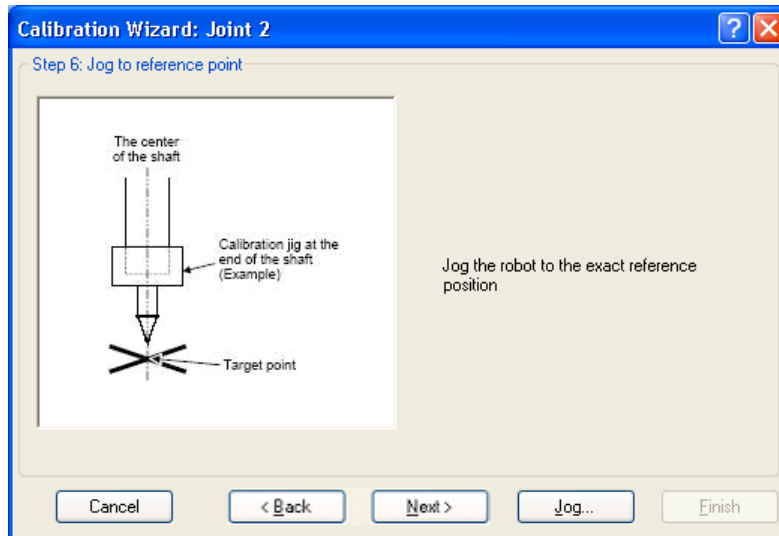 Calibration Wizard: Joint 2
Step 6: Jog to reference point
The center
of the shaft
Calibration jig at the
end of the shaft
(Example)
Target point
Jog the robot to the exact reference
position
Cancel
< Back
Next >
Jog...
Finish